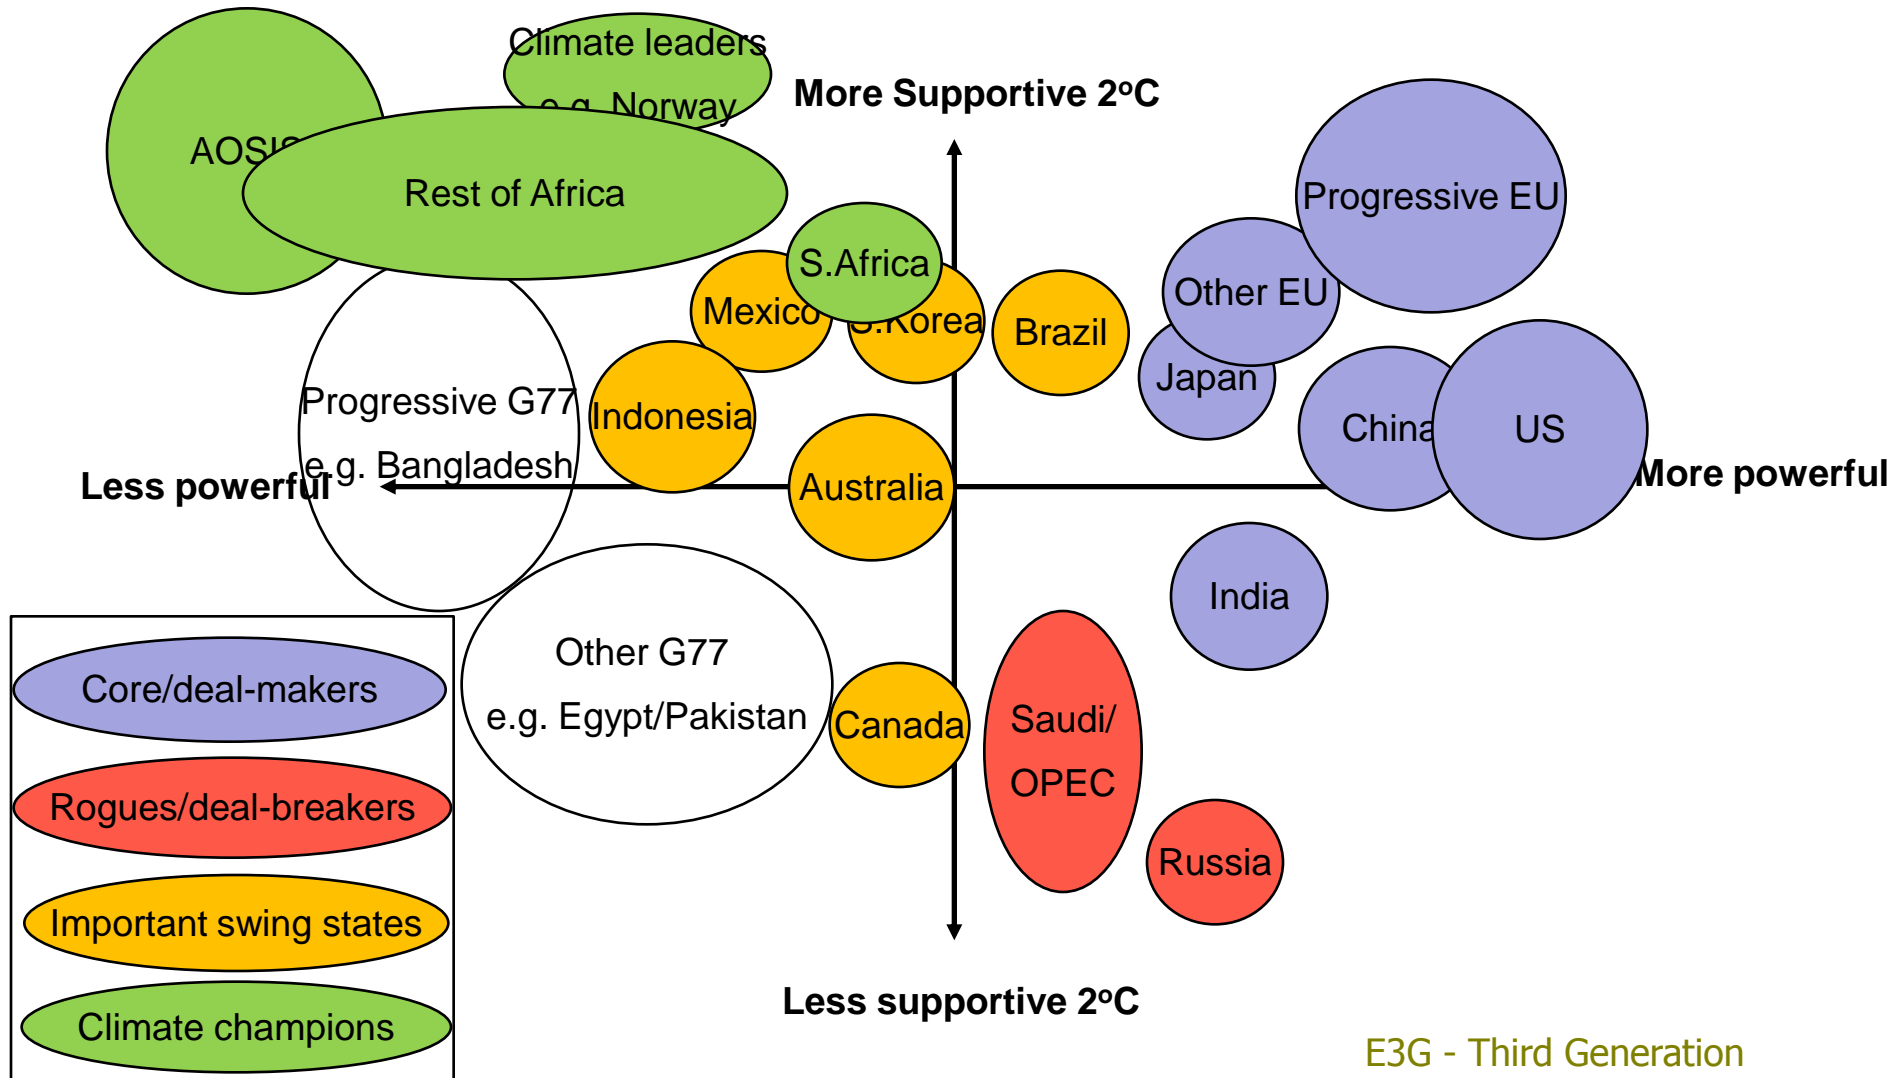 Climate leaders
e.g. Norway
More Supportive 2°C
AOSIS
Rest of Africa
Progressive EU
S.Africa
Other EU
Mexico
S.Korea
Brazil
Japan
Progressive G77
e.g. Bangladesh
Indonesia
China
US
Less powerful
Australia
More powerful
India
Other G77
e.g. Egypt/Pakistan
Canada
Saudi/
OPEC
Russia
Core/deal-makers
Rogues/deal-breakers
Important swing states
Climate champions
Less supportive 2°C
E3G - Third Generation